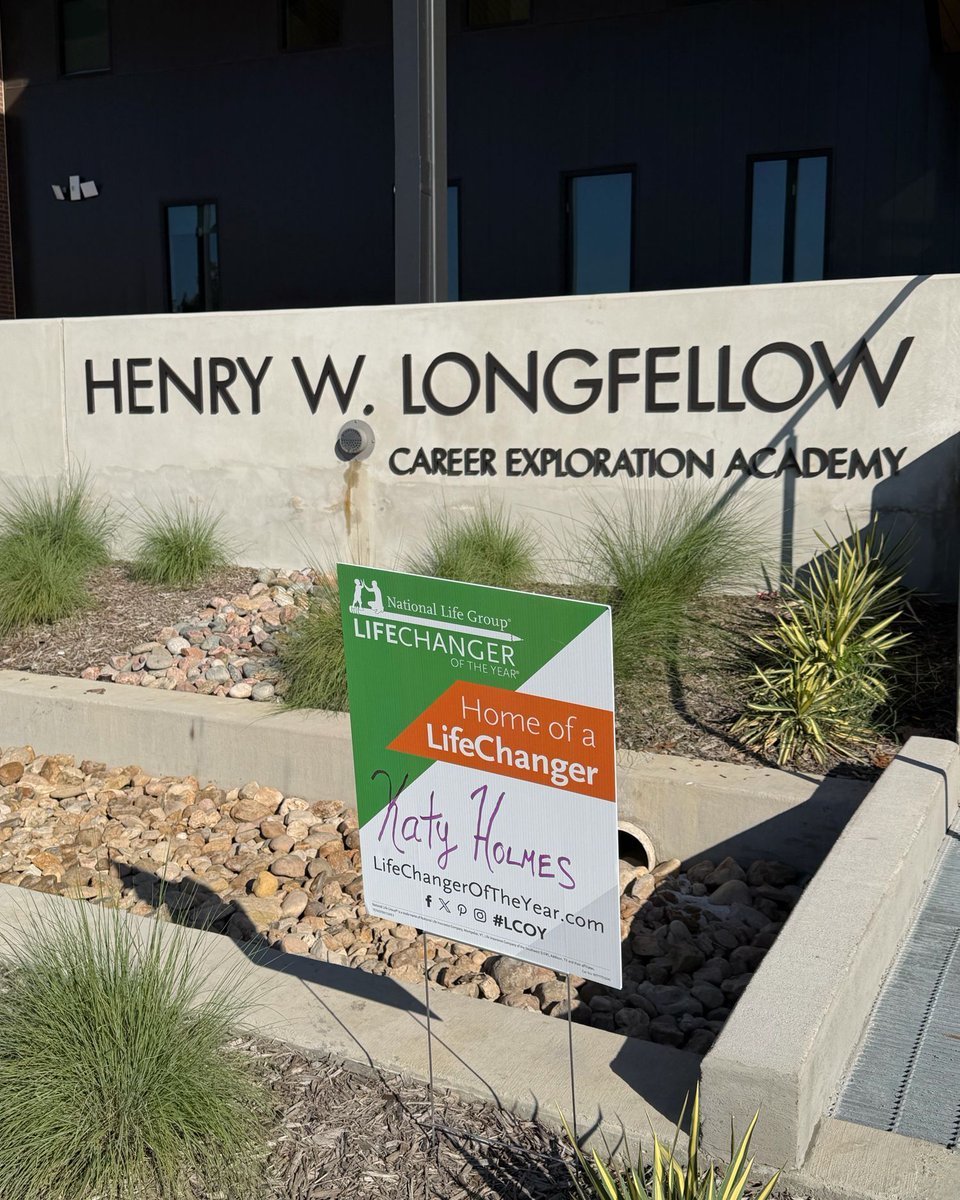 HENRY W. LONGFELLOW
CAREER EXPLORATION ACADEMY
National Life Group®
LIFECHANGER
OF THE YEAR®
Home of a
LifeChanger
Katy Holmes
LifeChangerOfTheYear.com
#LCOY